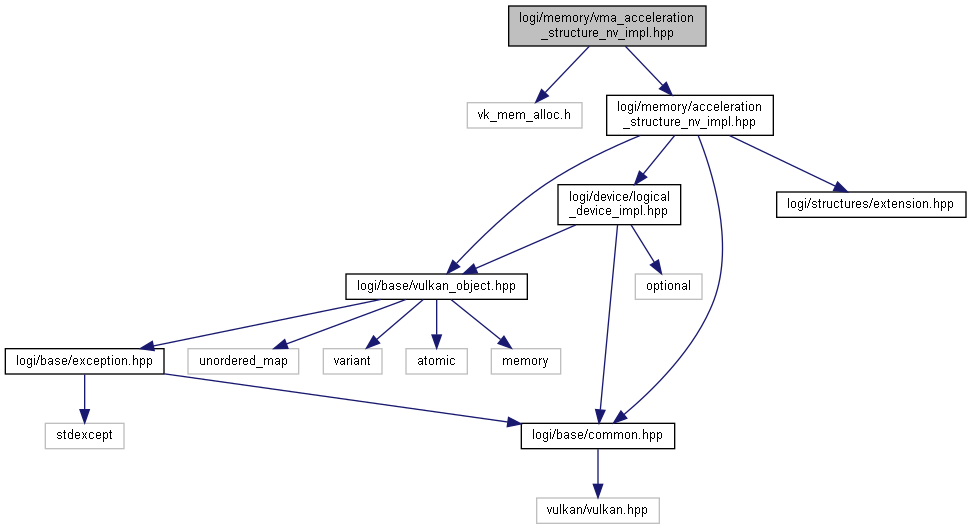 logi/memory/vma_acceleration
_structure_nv_impl.hpp
vk_mem_alloc.h
logi/memory/acceleration
_structure_nv_impl.hpp
logi/device/logical
_device_impl.hpp
logi/structures/extension.hpp
logi/base/vulkan_object.hpp
optional
logi/base/exception.hpp
unordered_map
variant
atomic
memory
stdexcept
logi/base/common.hpp
vulkan/vulkan.hpp